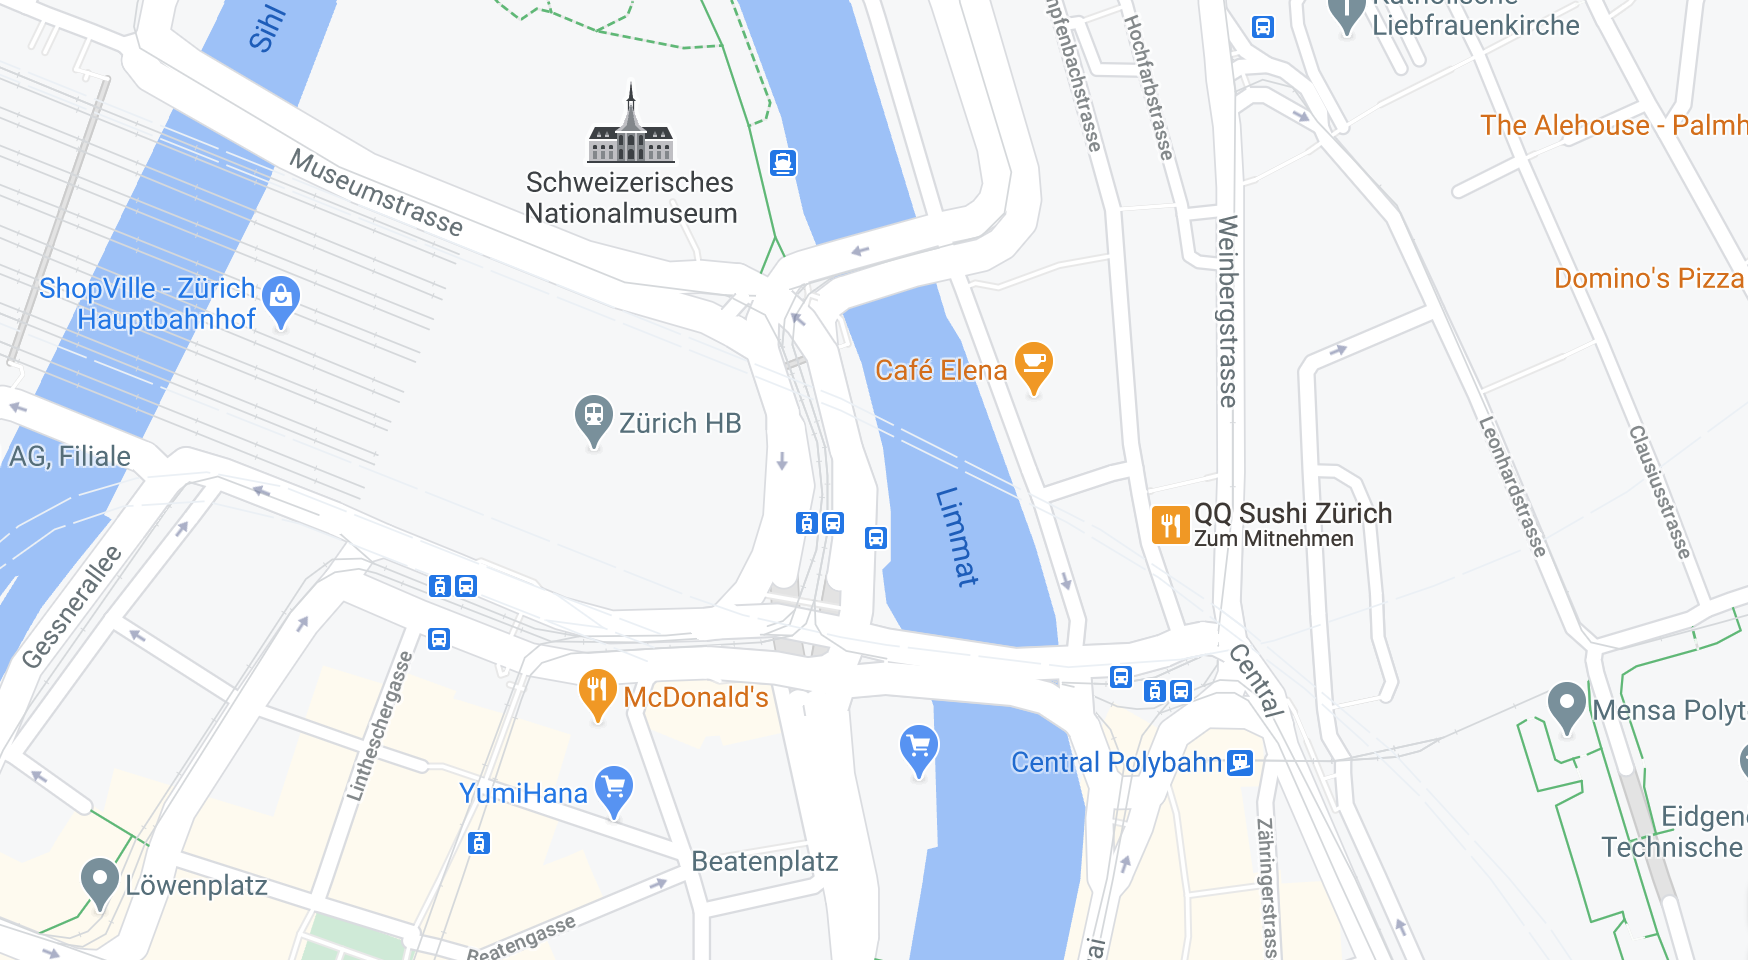 Sihl
Katholische
Liebfrauenkirche
Hochfarbstrasse
The Alehouse - Palmh
Museumstrasse
Schweizerisches
Nationalmuseum
ShopVille - Zürich
Hauptbahnhof
Weinbergstrasse
Domino's Pizza
Café Elena
Zürich HB
AG, Filiale
Leonhardstrasse
Clausiusstrasse
Limmat
QQ Sushi Zürich
Zum Mitnehmen
Gessnerallee
Lintheschergasse
McDonald's
Central
Mensa Polyt
Central Polybahn
YumiHana
Eidgen
Technische
Zähringerstrass
Beatenplatz
Löwenplatz
Beatengasse